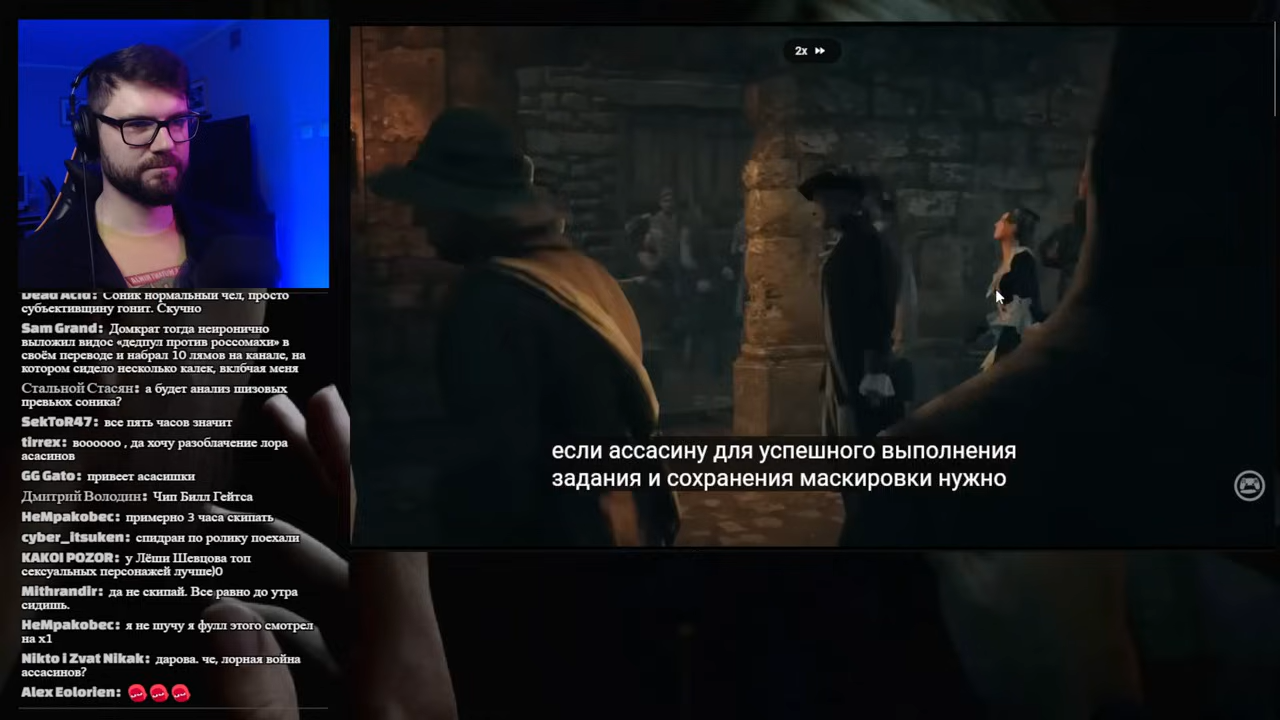 2x
Dead Acid: Соник нормальный чел, просто
субъективщину гонит. Скучно
Sam Grand: Домкрат тогда неиронично
выложил видос «дедпул против россомахи» в
своём переводе и набрал 10 лямов на канале, на
котором сидело несколько калек, вклбчая меня
Стальной Стасян: а будет анализ шизовых
превьюх соника?
SekToR47: все пять часов значит
tirrex: воооооо , да хочу разоблачение лора
асасинов
GG Gato: привеет асасишки
Дмитрий Володин: Чип Билл Гейтса
НеМракобес: примерно 3 часа скипать
cyber_itsuken: спидран по ролику поехали
KAKOI POZOR: у Лёши Шевцова топ
сексуальных персонажей лучше)0
Mithrandir: да не скипай. Все равно до утра
сидишь.
НеМракобес: я не шучу я фулл этого смотрел
на х1
Nikto i Zvat Nikak: дарова. че, лорная война
ассасинов?
Alex Eolorien:
если ассасину для успешного выполнения
задания и сохранения маскировки нужно